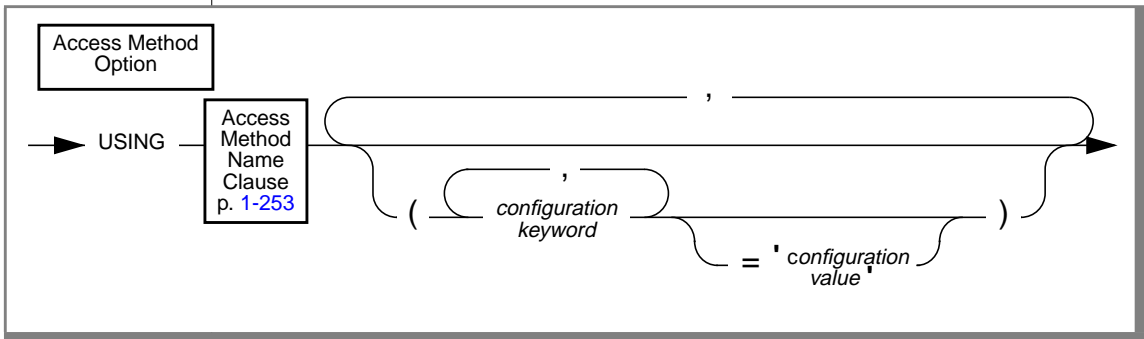 Access Method
Option
,
USING
Access
Method
Name
Clause
p. 1-253
(
,
configuration
keyword
= ' configuration
value '
)